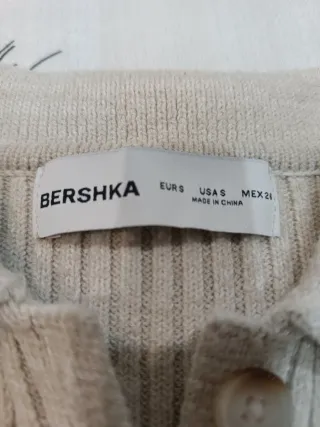 BERSHKA
EUR S USA S MEX 26
MADE IN CHINA